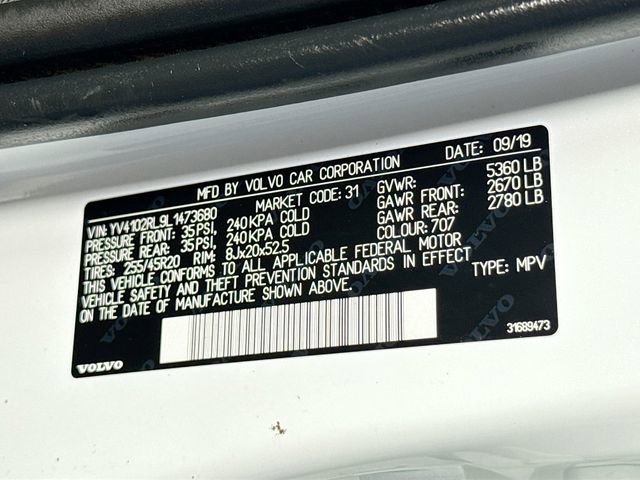 MFD BY VOLVO CAR CORPORATION DATE: 09/19
VIN: YV4102RL9L1473680 MARKET CODE: 31 GVWR: 5360 LB
PRESSURE FRONT: 35PSI, 240KPA COLD GAWR FRONT: 2670 LB
PRESSURE REAR: 35PSI, 240KPA COLD GAWR REAR: 2780 LB
TIRES: 255/45R20 RIM: 8Jx20x52.5 COLOUR: 707
THIS VEHICLE CONFORMS TO ALL APPLICABLE FEDERAL MOTOR
VEHICLE SAFETY AND THEFT PREVENTION STANDARDS IN EFFECT
ON THE DATE OF MANUFACTURE SHOWN ABOVE. TYPE: MPV
VOLVO 31689473